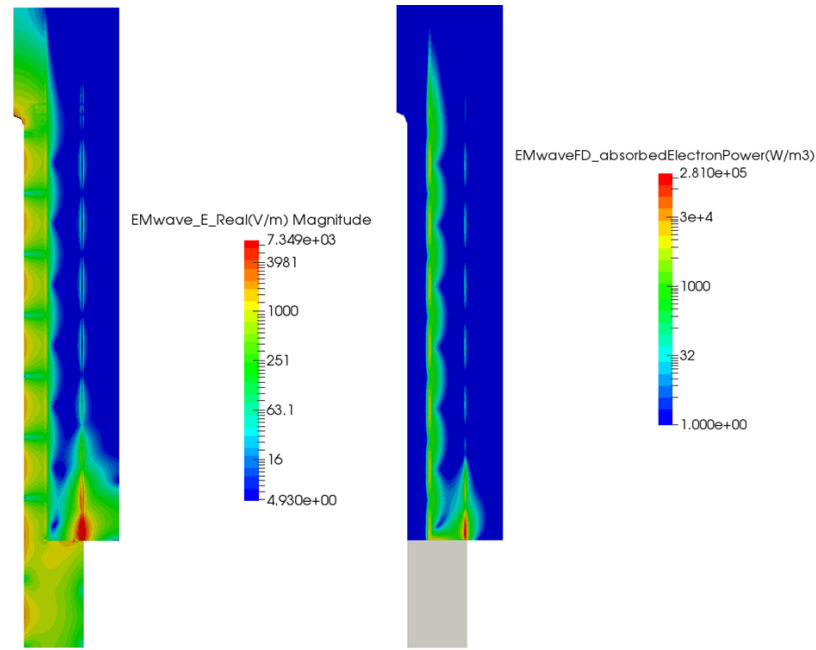 EMwave_E_Real(V/m) Magnitude
7.349e+03
3981
1000
251
63.1
16
4.930e+00
EMwaveFD_absorbedElectronPower(W/m3)
2.810e+05
3e+4
1000
32
1.000e+00